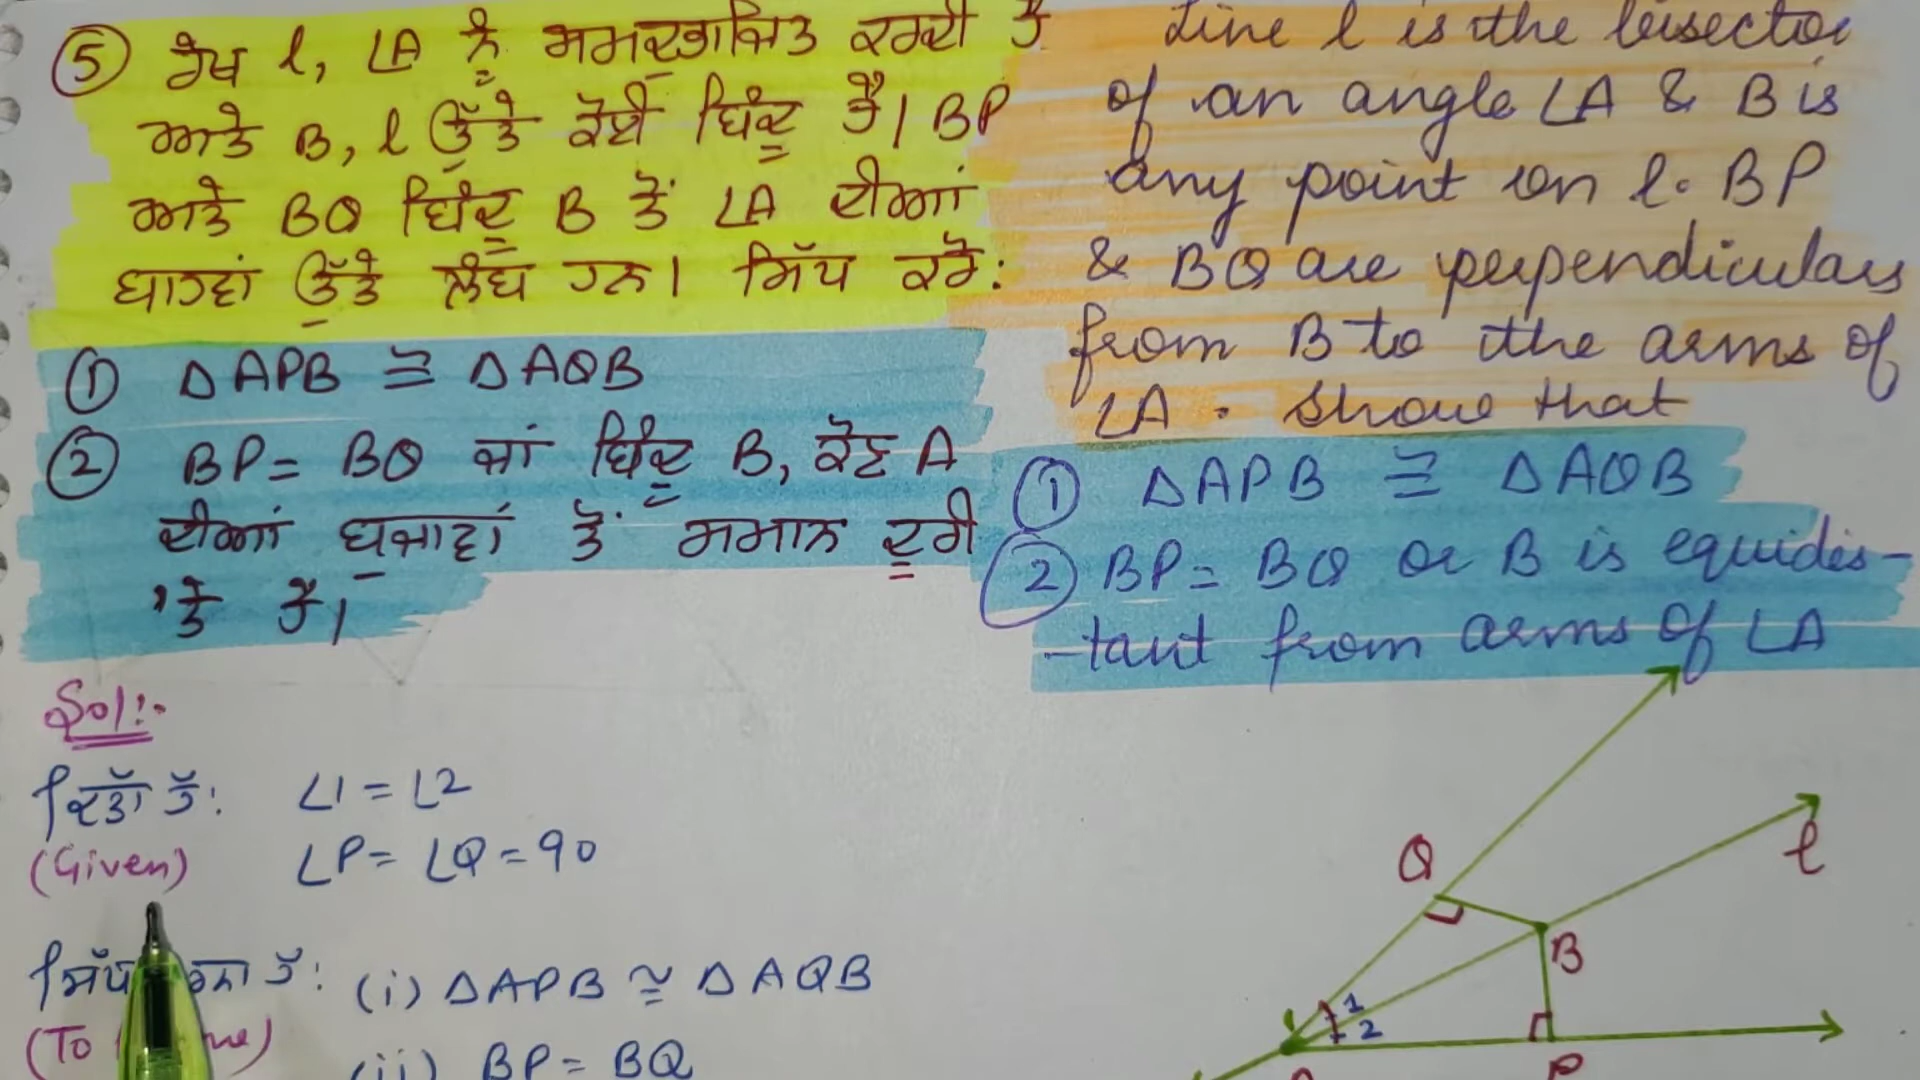 5 ਰੇਖਾ l, ∠A ਨੂੰ ਸਮਦੁਭਾਜਿਤ ਕਰਦੀ ਹੈ
ਅਤੇ B, l ਉੱਤੇ ਕੋਈ ਬਿੰਦੂ ਹੈ। BP
ਅਤੇ BQ ਬਿੰਦੂ B ਤੋਂ ∠A ਦੀਆਂ
ਬਾਹਵਾਂ ਉੱਤੇ ਲੰਬ ਹਨ। ਸਿੱਧ ਕਰੋ:
1 ΔAPB ≅ ΔAQB
2 BP = BQ ਜਾਂ ਬਿੰਦੂ B, ਕੋਣ A
ਦੀਆਂ ਭੁਜਾਵਾਂ ਤੋਂ ਸਮਾਨ ਦੂਰੀ
'ਤੇ ਹੈ।
Line l is the bisector
of an angle ∠A & B is
any point on l. BP
& BQ are perpendiculars
from B to the arms of
∠A. Show that
1 ΔAPB ≅ ΔAQB
2 BP = BQ or B is equidis-
-tant from arms of ∠A
Sol:-
ਦਿੱਤਾ ਹੈ: ∠1 = ∠2
(Given) ∠P = ∠Q = 90
ਹੈ: (i) ΔAPB ≅ ΔAQB
(To
(ii) BP = BQ
Q
l
B
1
2
P